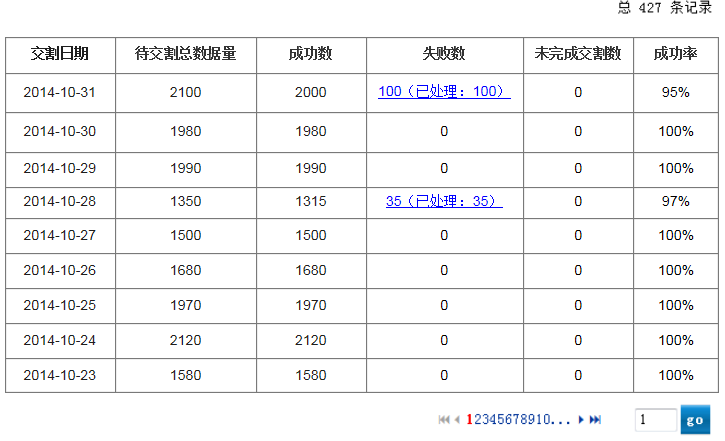 总 427 条记录
交割日期 待交割总数据量 成功数 失败数 未完成交割数 成功率
2014-10-31 2100 2000 100（已处理：100） 0 95%
2014-10-30 1980 1980 0 0 100%
2014-10-29 1990 1990 0 0 100%
2014-10-28 1350 1315 35（已处理：35） 0 97%
2014-10-27 1500 1500 0 0 100%
2014-10-26 1680 1680 0 0 100%
2014-10-25 1970 1970 0 0 100%
2014-10-24 2120 2120 0 0 100%
2014-10-23 1580 1580 0 0 100%
12345678910... 1 go